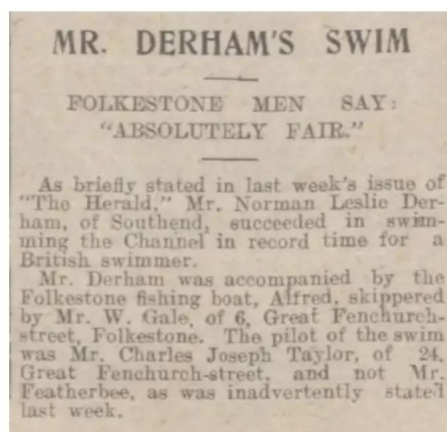 MR. DERHAM'S SWIM
FOLKESTONE MEN SAY:
"ABSOLUTELY FAIR."
As briefly stated in last week's issue of
"The Herald," Mr. Norman Leslie Der-
ham, of Southend, succeeded in swim-
ming the Channel in record time for a
British swimmer.
Mr. Derham was accompanied by the
Folkestone fishing boat, Alfred, skippered
by Mr. W. Gale, of 6, Great Fenchurch-
street, Folkestone. The pilot of the swim
was Mr. Charles Joseph Taylor, of 24,
Great Fenchurch-street, and not Mr.
Featherbee, as was inadvertently stated
last week.